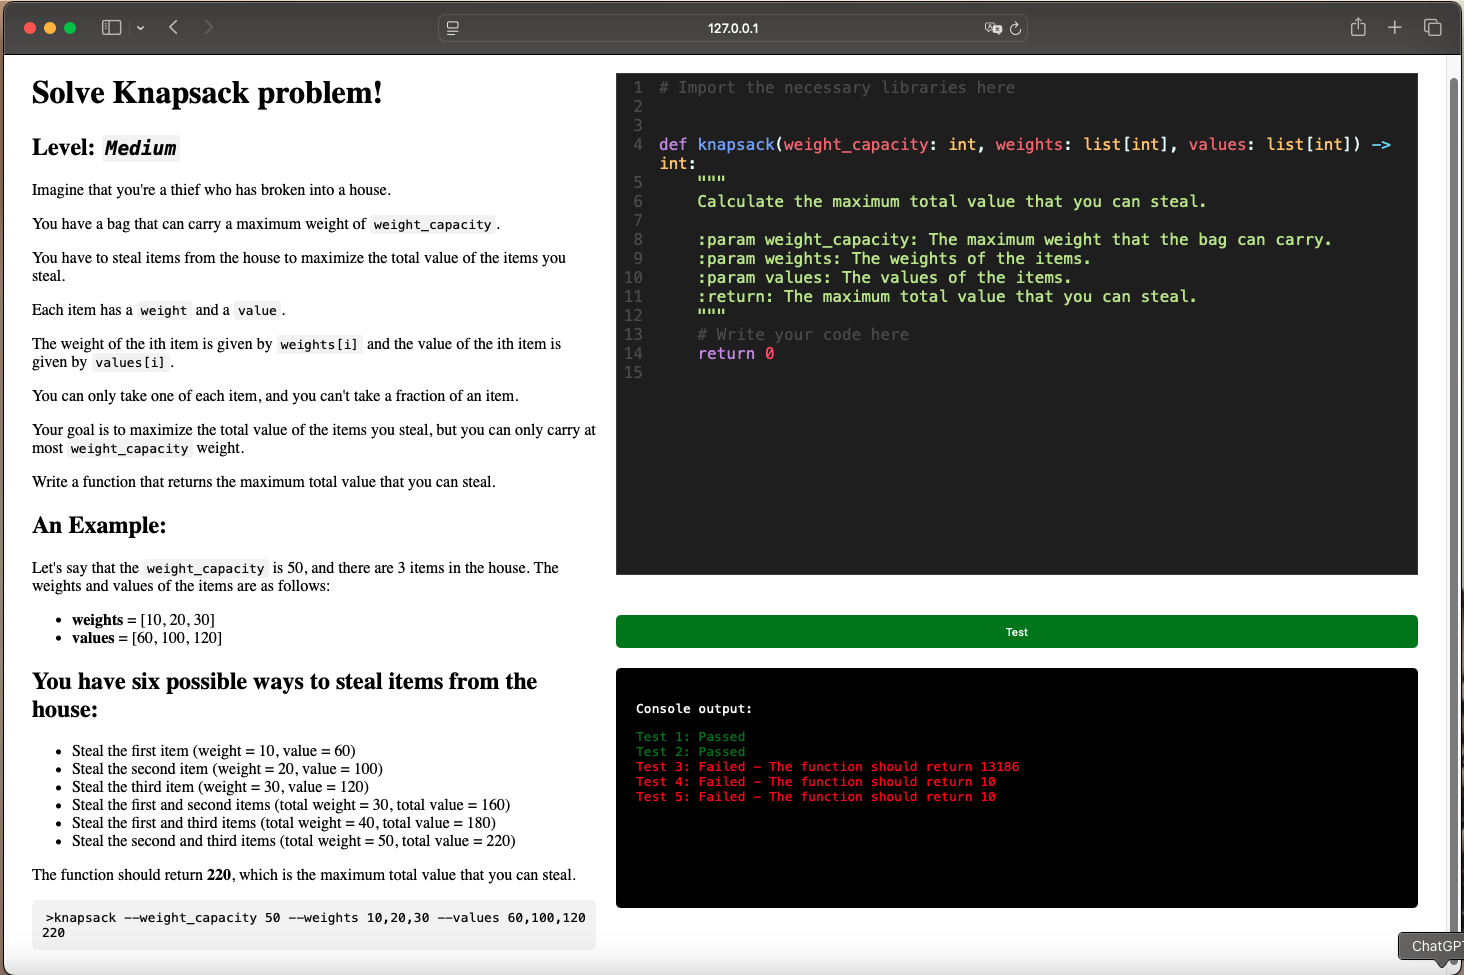 127.0.0.1
Solve Knapsack problem!
Level: Medium
Imagine that you're a thief who has broken into a house.
You have a bag that can carry a maximum weight of weight_capacity.
You have to steal items from the house to maximize the total value of the items you
steal.
Each item has a weight and a value.
The weight of the ith item is given by weights[i] and the value of the ith item is
given by values[i].
You can only take one of each item, and you can't take a fraction of an item.
Your goal is to maximize the total value of the items you steal, but you can only carry at
most weight_capacity weight.
Write a function that returns the maximum total value that you can steal.
An Example:
Let's say that the weight_capacity is 50, and there are 3 items in the house. The
weights and values of the items are as follows:
• weights = [10, 20, 30]
• values = [60, 100, 120]
You have six possible ways to steal items from the
house:
• Steal the first item (weight = 10, value = 60)
• Steal the second item (weight = 20, value = 100)
• Steal the third item (weight = 30, value = 120)
• Steal the first and second items (total weight = 30, total value = 160)
• Steal the first and third items (total weight = 40, total value = 180)
• Steal the second and third items (total weight = 50, total value = 220)
The function should return 220, which is the maximum total value that you can steal.
>knapsack --weight_capacity 50 --weights 10,20,30 --values 60,100,120
220
1 # Import the necessary libraries here
2
3
4 def knapsack(weight_capacity: int, weights: list[int], values: list[int]) ->
int:
5 """
6 Calculate the maximum total value that you can steal.
7
8 :param weight_capacity: The maximum weight that the bag can carry.
9 :param weights: The weights of the items.
10 :param values: The values of the items.
11 :return: The maximum total value that you can steal.
12 """
13 # Write your code here
14 return 0
15
Test
Console output:
Test 1: Passed
Test 2: Passed
Test 3: Failed - The function should return 13186
Test 4: Failed - The function should return 10
Test 5: Failed - The function should return 10
ChatGPT